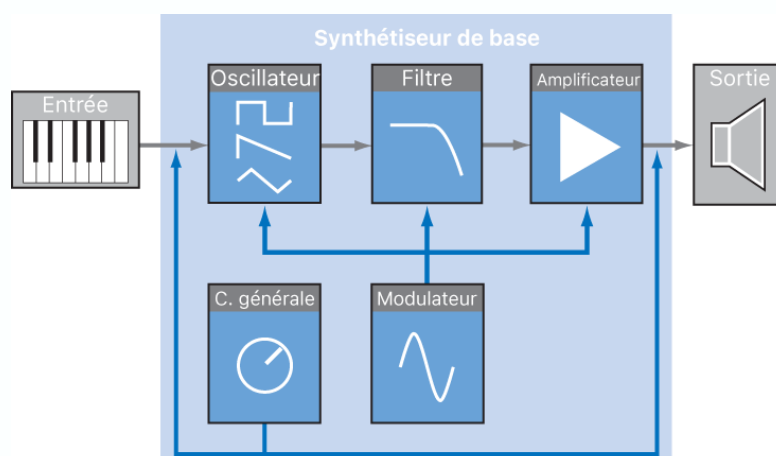 Synthétiseur de base
Entrée
Oscillateur
Filtre
Amplificateur
Sortie
C. générale
Modulateur